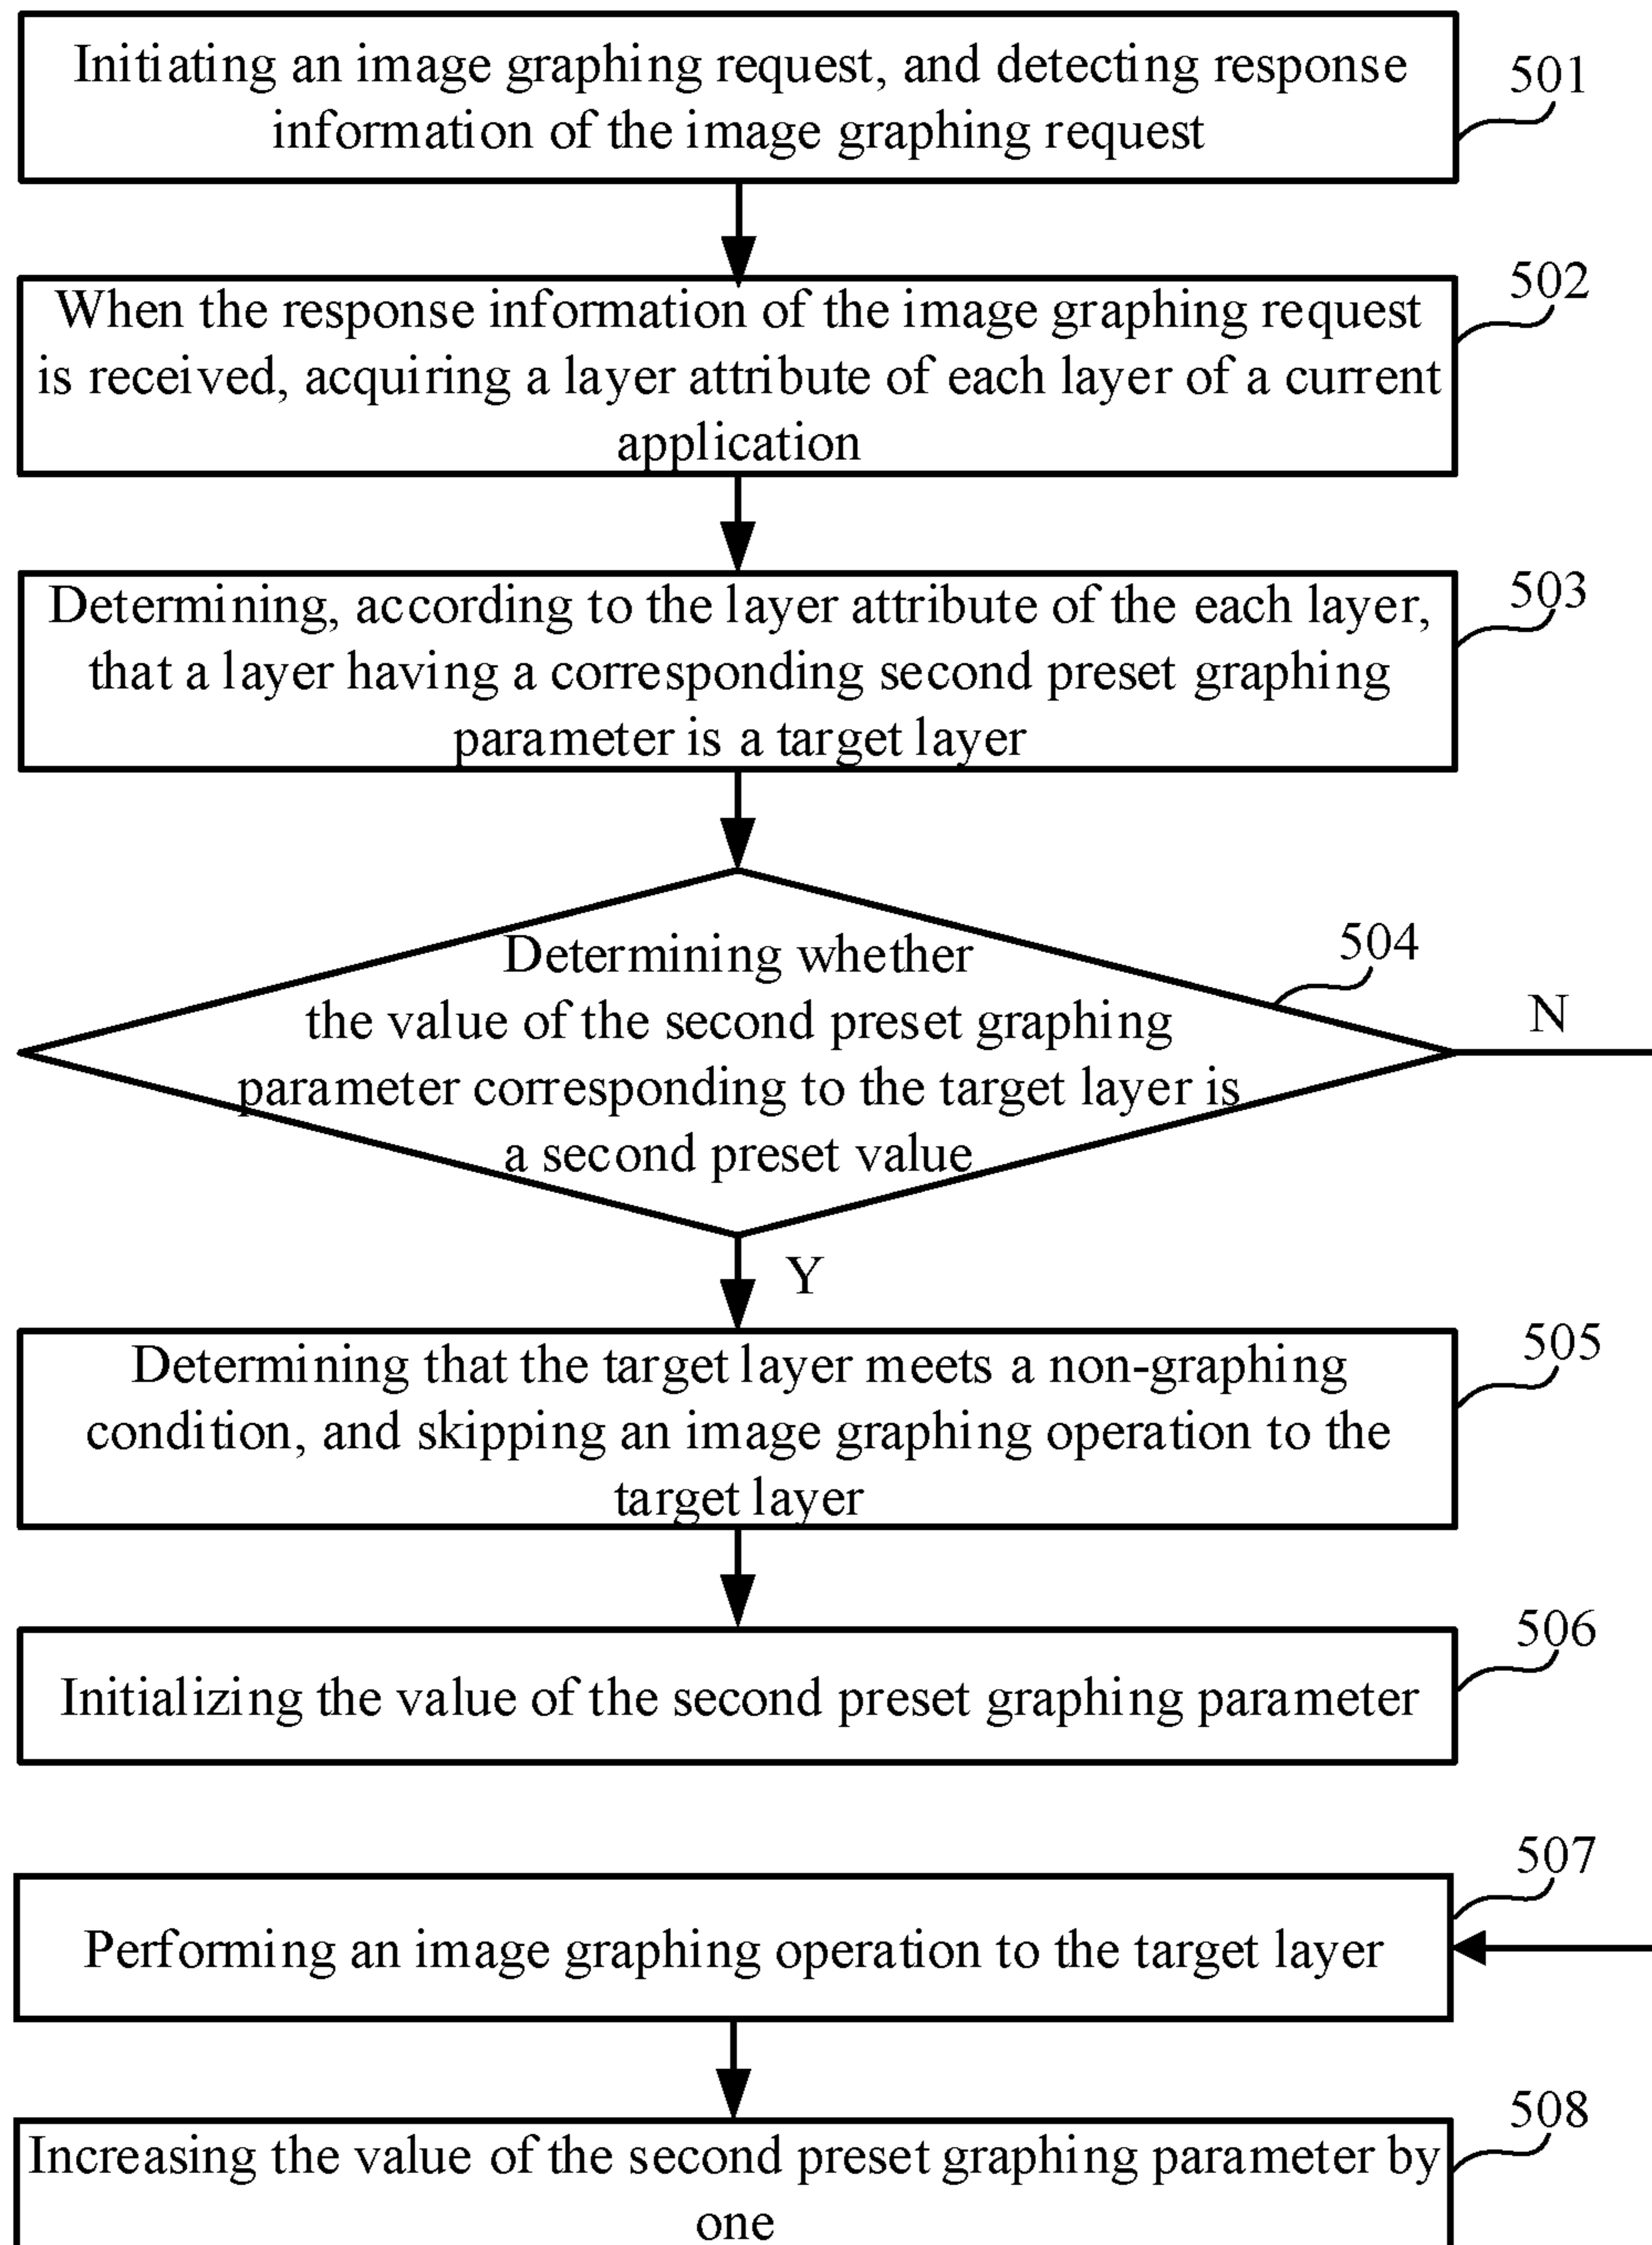 Initiating an image graphing request, and detecting response
information of the image graphing request
501
When the response information of the image graphing request
is received, acquiring a layer attribute of each layer of a current
application
502
Determining, according to the layer attribute of the each layer,
that a layer having a corresponding second preset graphing
parameter is a target layer
503
Determining whether
the value of the second preset graphing
parameter corresponding to the target layer is
a second preset value
504
N
Y
Determining that the target layer meets a non-graphing
condition, and skipping an image graphing operation to the
target layer
505
Initializing the value of the second preset graphing parameter
506
Performing an image graphing operation to the target layer
507
Increasing the value of the second preset graphing parameter by
one
508